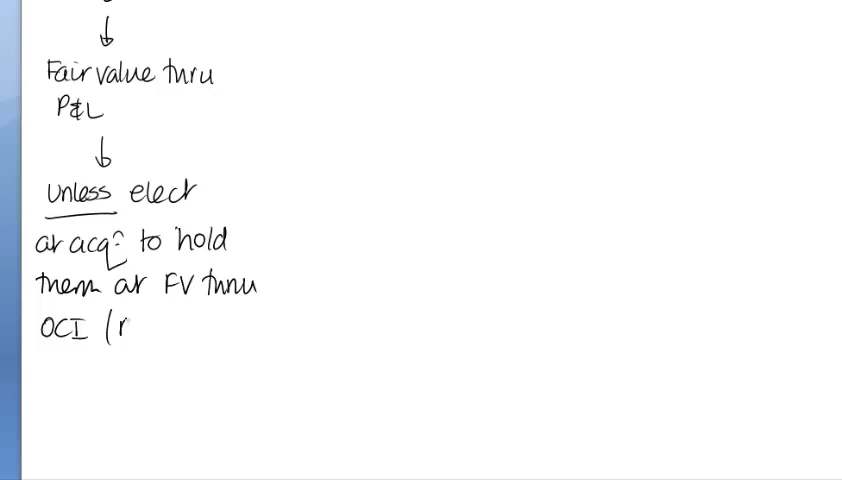 ↓
Fair value thru
P&L
↓
unless elect
at acq= to hold
them at FV thru
OCI (r